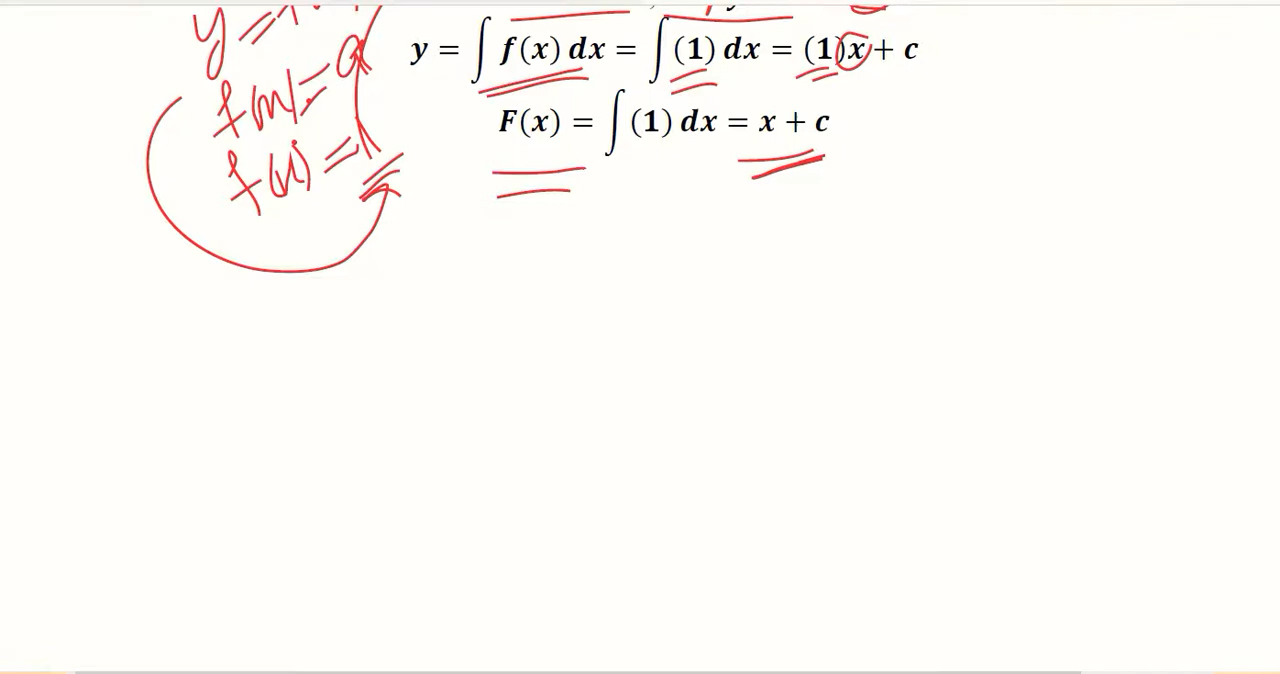 y = ∫ f(x) dx = ∫ (1) dx = (1)x + c
F(x) = ∫ (1) dx = x + c
y =
f(x) = a
f(x) = 1